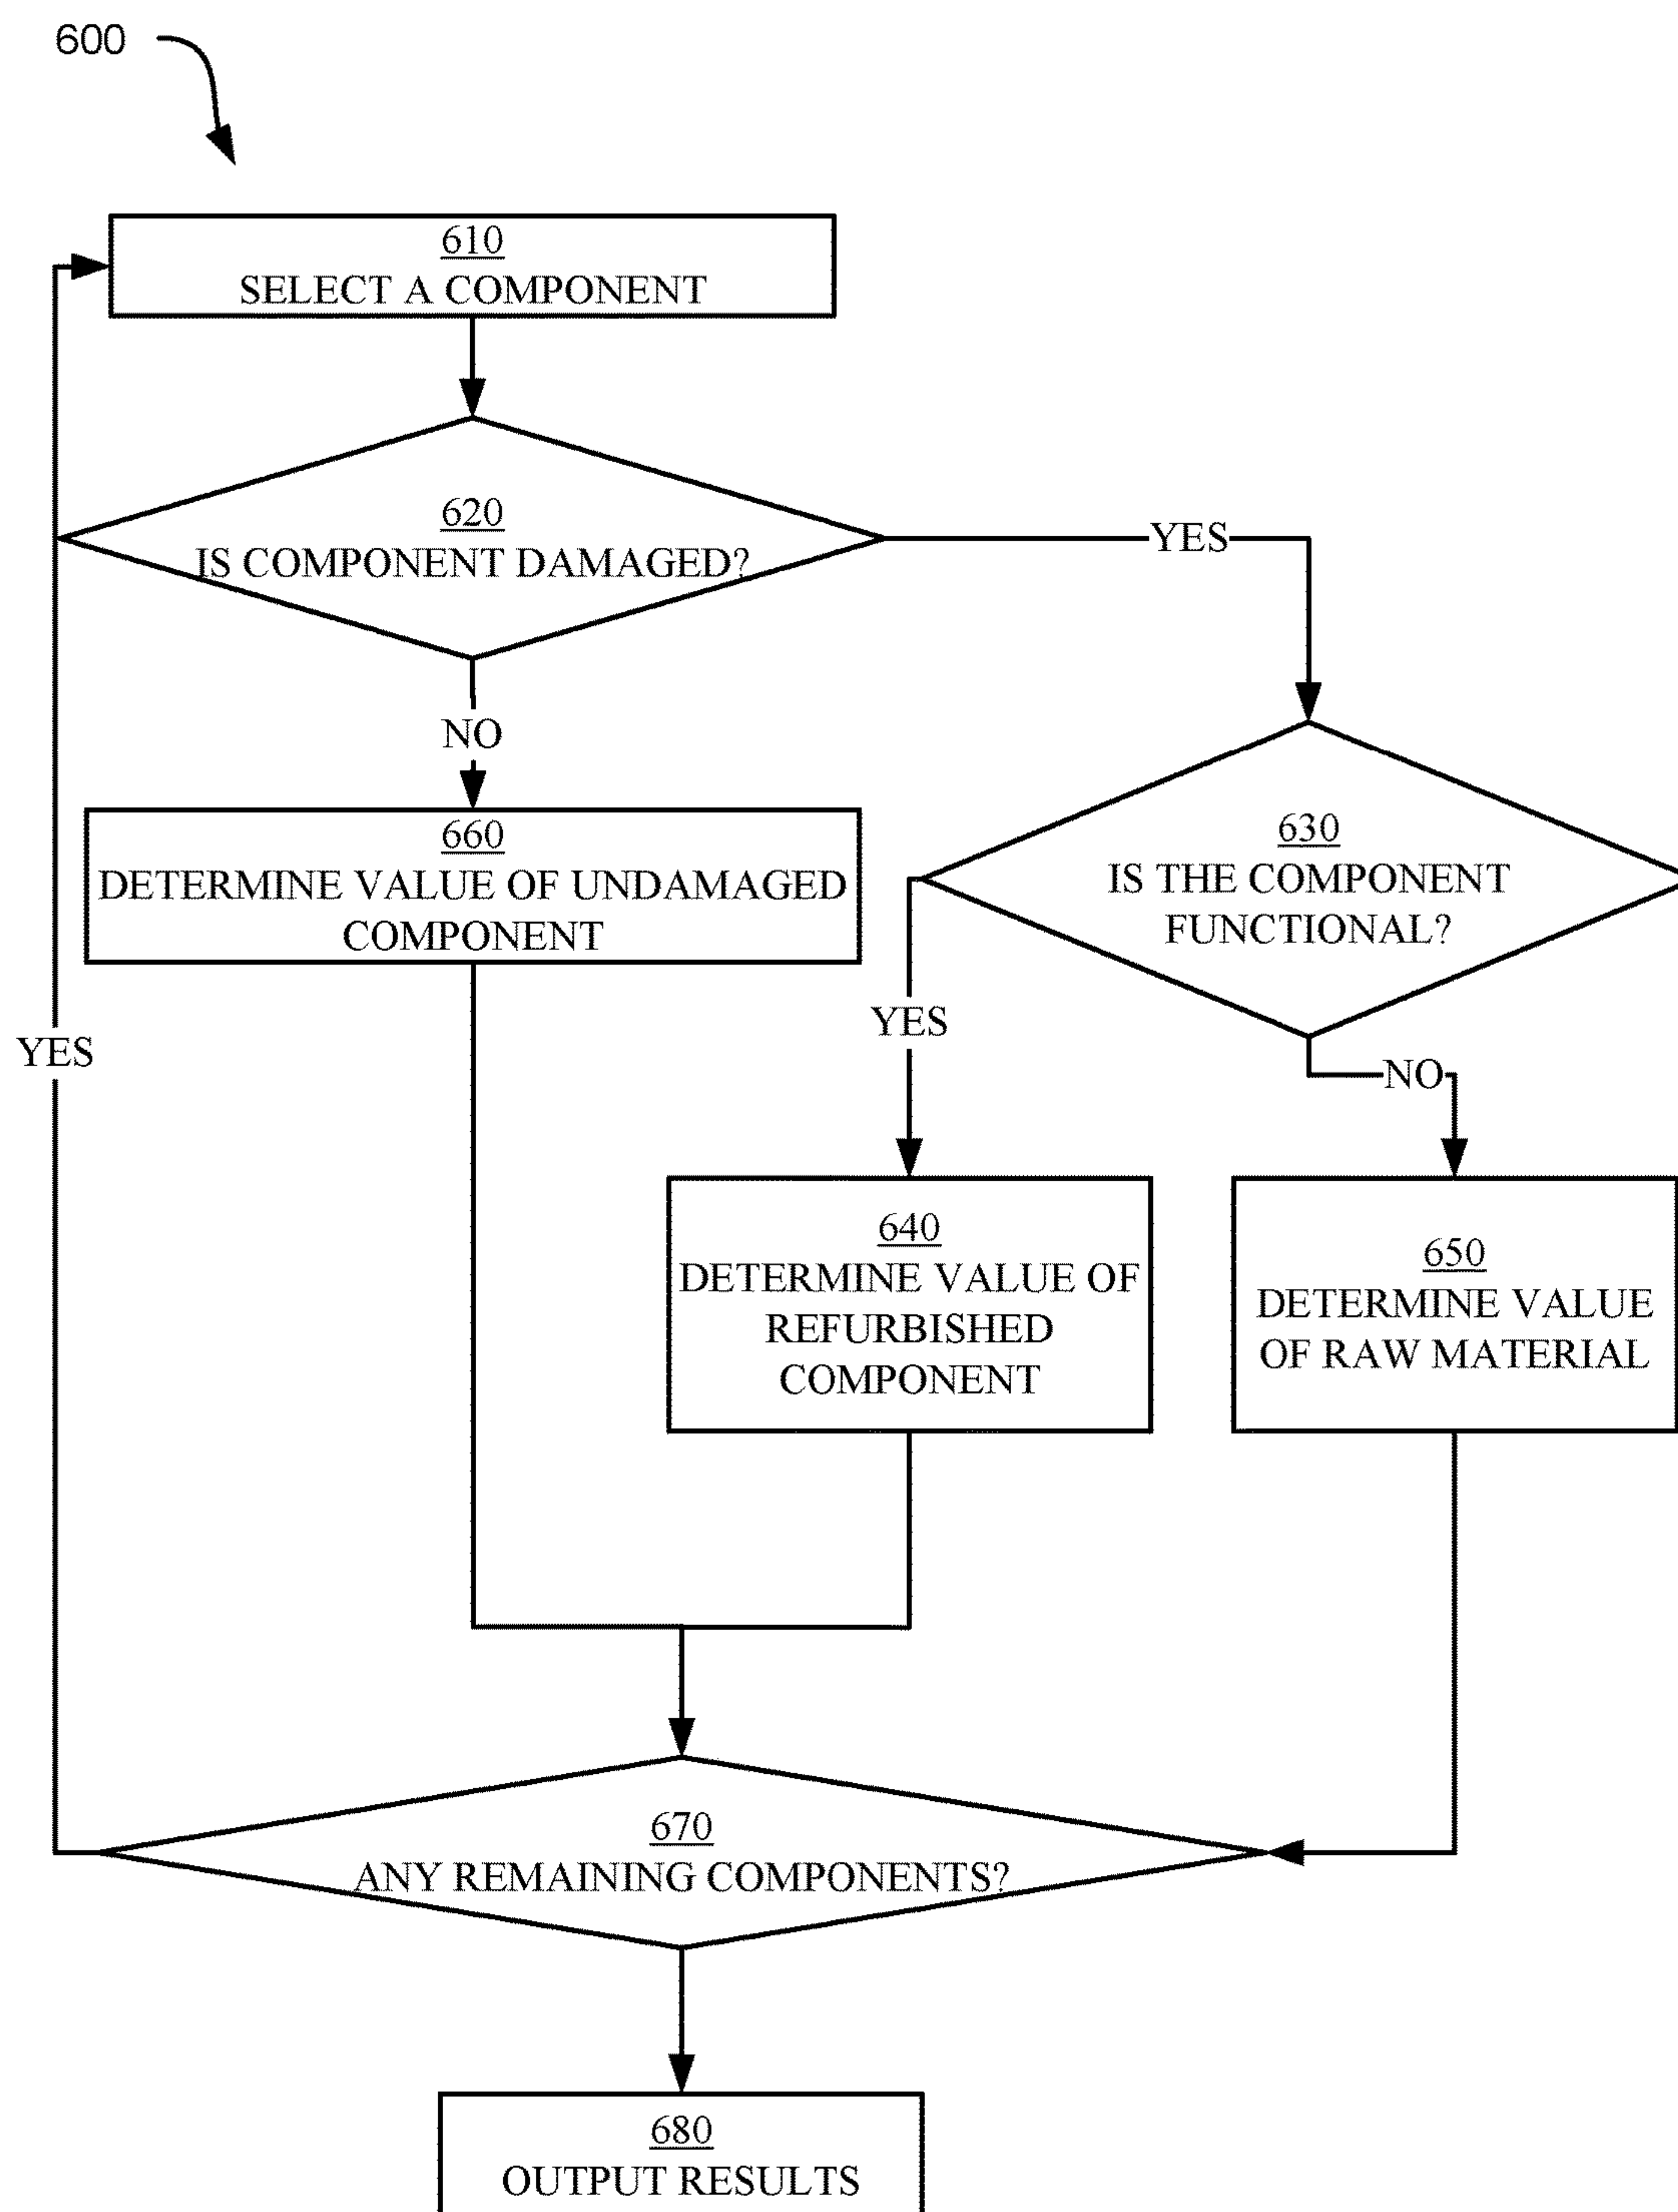 600
610
SELECT A COMPONENT
620
IS COMPONENT DAMAGED?
YES
NO
660
DETERMINE VALUE OF UNDAMAGED
COMPONENT
630
IS THE COMPONENT
FUNCTIONAL?
YES
YES
NO
640
DETERMINE VALUE OF
REFURBISHED
COMPONENT
650
DETERMINE VALUE
OF RAW MATERIAL
670
ANY REMAINING COMPONENTS?
680
OUTPUT RESULTS